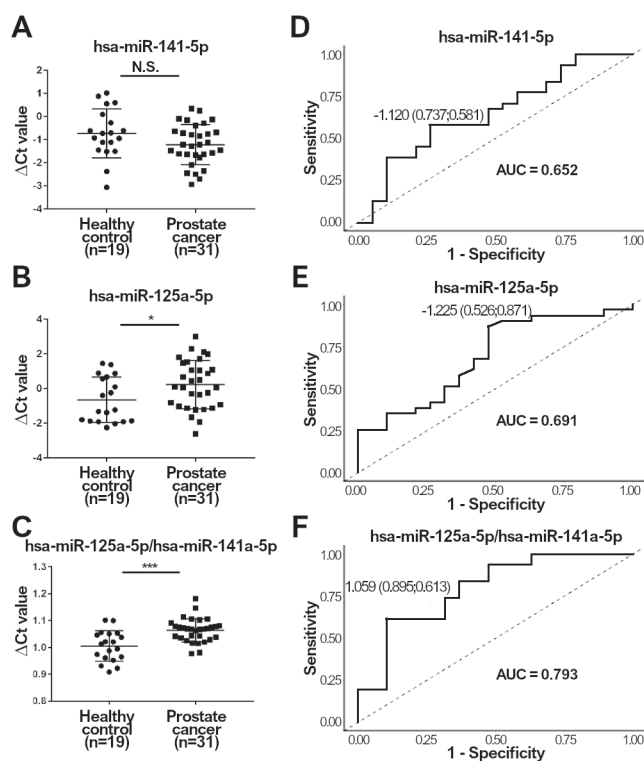 A
hsa-miR-141-5p
N.S.
2
1
0
-1
-2
-3
-4
ΔCt value
Healthy
control
(n=19)
Prostate
cancer
(n=31)
D
hsa-miR-141-5p
1.00
0.75
0.50
0.25
0.00
Sensitivity
-1.120 (0.737;0.581)
AUC = 0.652
0.00 0.25 0.50 0.75 1.00
1 - Specificity
B
hsa-miR-125a-5p
*
4
2
0
-2
-4
ΔCt value
Healthy
control
(n=19)
Prostate
cancer
(n=31)
E
hsa-miR-125a-5p
1.00
0.75
0.50
0.25
0.00
Sensitivity
-1.225 (0.526;0.871)
AUC = 0.691
0.00 0.25 0.50 0.75 1.00
1 - Specificity
C
hsa-miR-125a-5p/hsa-miR-141a-5p
***
1.3
1.2
1.1
1.0
0.9
0.8
ΔCt value
Healthy
control
(n=19)
Prostate
cancer
(n=31)
F
hsa-miR-125a-5p/hsa-miR-141a-5p
1.00
0.75
0.50
0.25
0.00
Sensitivity
1.059 (0.895;0.613)
AUC = 0.793
0.00 0.25 0.50 0.75 1.00
1 - Specificity